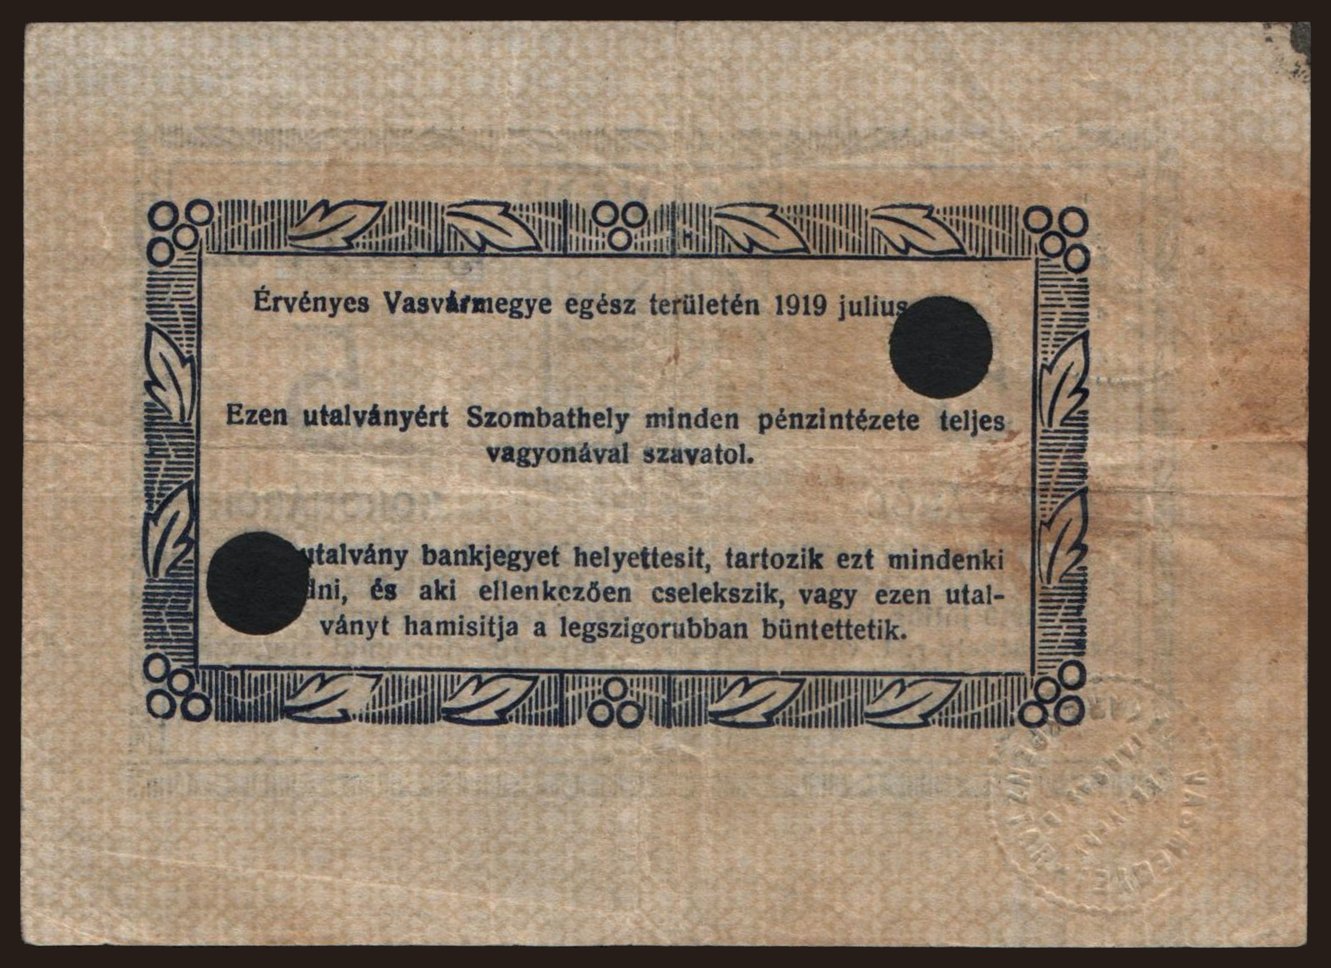 Érvényes Vasvármegye egész területén 1919 julius
Ezen utalványért Szombathely minden pénzintézete teljes
vagyonával szavatol.
utalvány bankjegyet helyettesit, tartozik ezt mindenki
és aki ellenkezően cselekszik, vagy ezen utal-
ványt hamisitja a legszigorubban büntettetik.